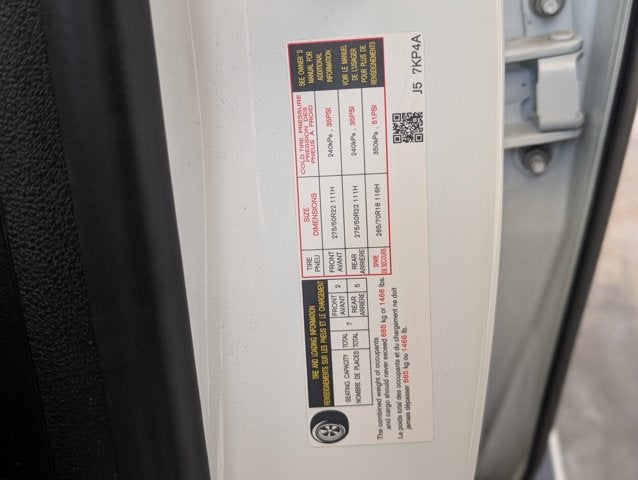 TIRE AND LOADING INFORMATION
RENSEIGNEMENTS SUR LES PNEUS ET LE CHARGEMENT
SEATING CAPACITY TOTAL 7 FRONT 2 REAR 5
NOMBRE DE PLACES TOTAL AVANT ARRIÈRE
The combined weight of occupants
and cargo should never exceed 665 kg or 1466 lbs.
Le poids total des occupants et du chargement ne doit
jamais dépasser 665 kg ou 1466 lb.
TIRE SIZE COLD TIRE PRESSURE
PNEU DIMENSIONS PRESSION DES
PNEUS À FROID
FRONT 275/50R22 111H 240kPa , 35PSI
AVANT
REAR 275/50R22 111H 240kPa , 35PSI
ARRIÈRE
SPARE 265/70R18 116H 350kPa , 51PSI
DE SECOURS
SEE OWNER'S
MANUAL FOR
ADDITIONAL
INFORMATION
VOIR LE MANUEL
DE L'USAGER
POUR PLUS DE
RENSEIGNEMENTS
J5 7KP4A